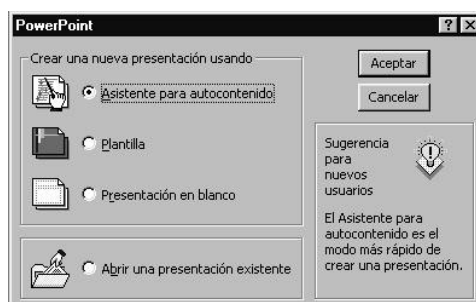 PowerPoint
Crear una nueva presentación usando
Asistente para autocontenido
Plantilla
Presentación en blanco
Abrir una presentación existente
Aceptar
Cancelar
Sugerencia
para
nuevos
usuarios
El Asistente para
autocontenido es el
modo más rápido de
crear una presentación.